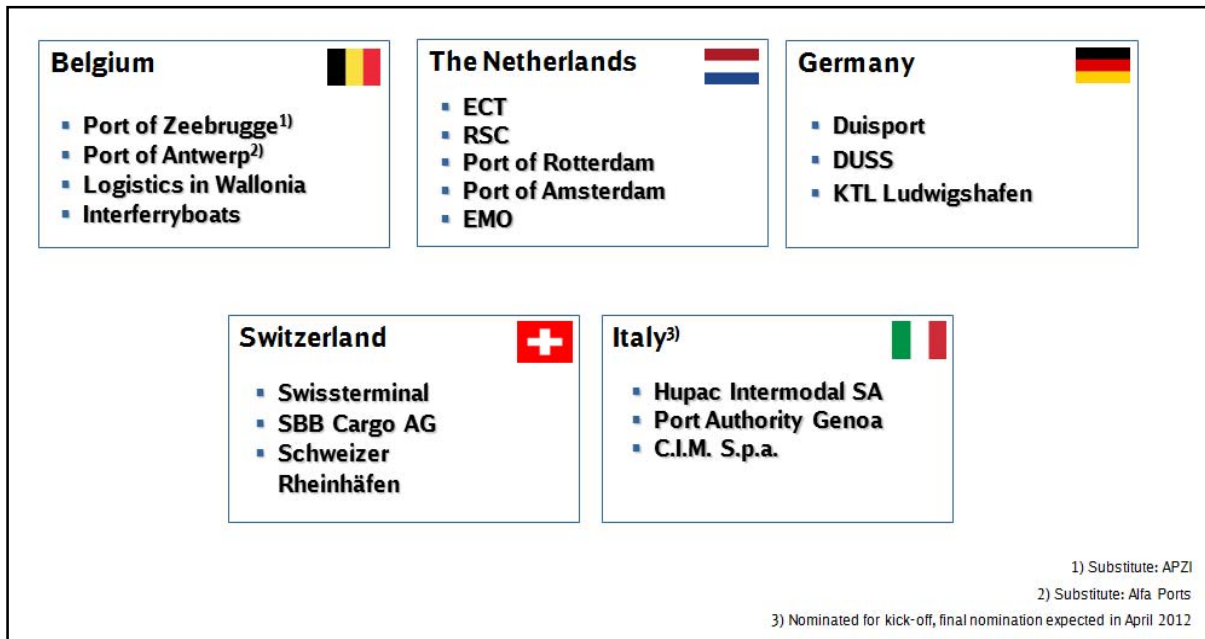 Belgium
Port of Zeebrugge1)
Port of Antwerp2)
Logistics in Wallonia
Interferryboats
The Netherlands
ECT
RSC
Port of Rotterdam
Port of Amsterdam
EMO
Germany
Duisport
DUSS
KTL Ludwigshafen
Switzerland
Swissterminal
SBB Cargo AG
Schweizer
Rheinhäfen
Italy3)
Hupac Intermodal SA
Port Authority Genoa
C.I.M. S.p.a.
1) Substitute: APZI
2) Substitute: Alfa Ports
3) Nominated for kick-off, final nomination expected in April 2012